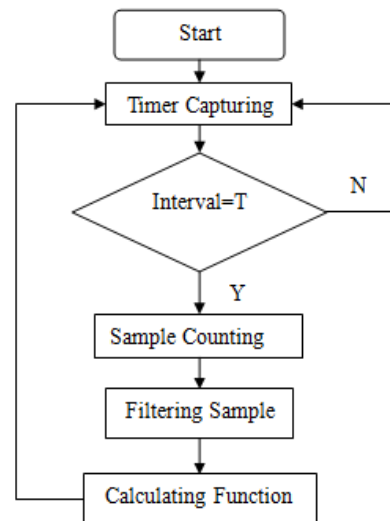 Start
Timer Capturing
Interval=T
N
Y
Sample Counting
Filtering Sample
Calculating Function